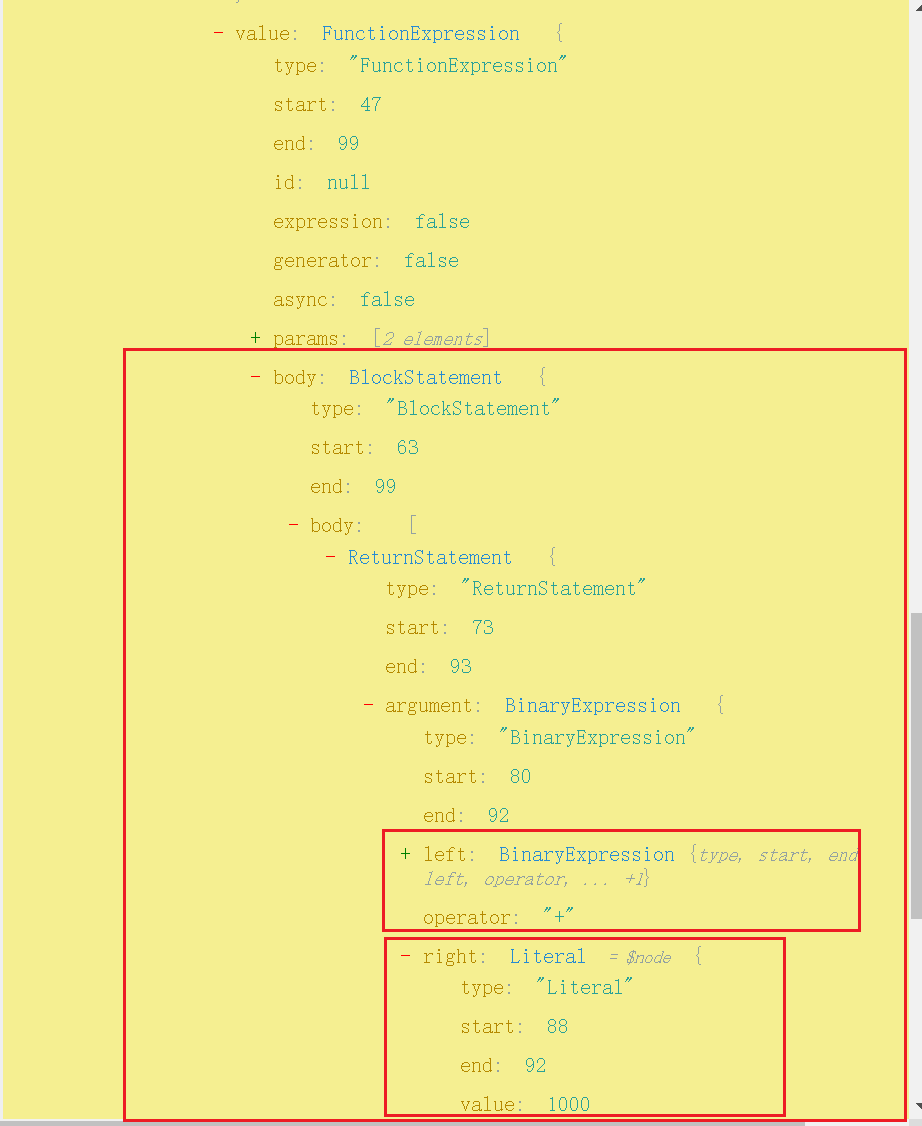 - value: FunctionExpression {
type: "FunctionExpression"
start: 47
end: 99
id: null
expression: false
generator: false
async: false
+ params: [2 elements]
- body: BlockStatement {
type: "BlockStatement"
start: 63
end: 99
- body: [
- ReturnStatement {
type: "ReturnStatement"
start: 73
end: 93
- argument: BinaryExpression {
type: "BinaryExpression"
start: 80
end: 92
+ left: BinaryExpression {type, start, end
left, operator, ... +1}
operator: "+"
- right: Literal = $node {
type: "Literal"
start: 88
end: 92
value: 1000